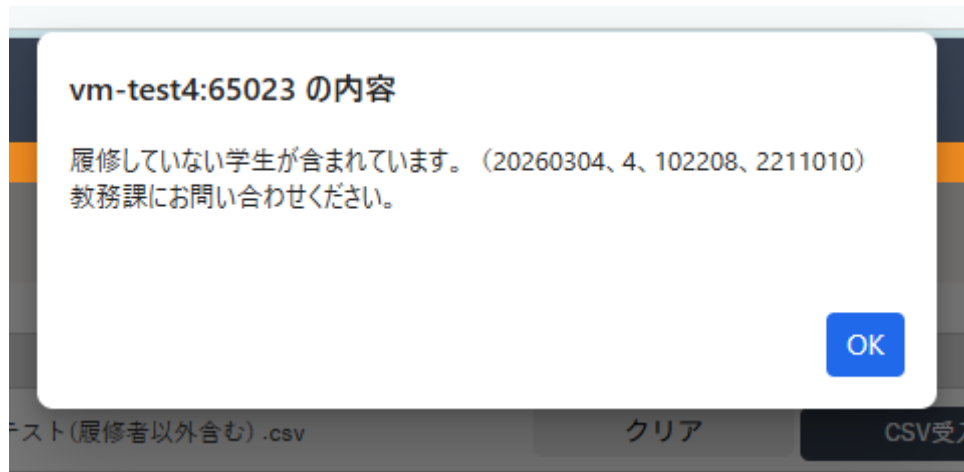 vm-test4:65023 の内容
履修していない学生が含まれています。（20260304、4、102208、2211010）
教務課にお問い合わせください。
OK
スト(履修者以外含む) .csv
クリア
CSV受